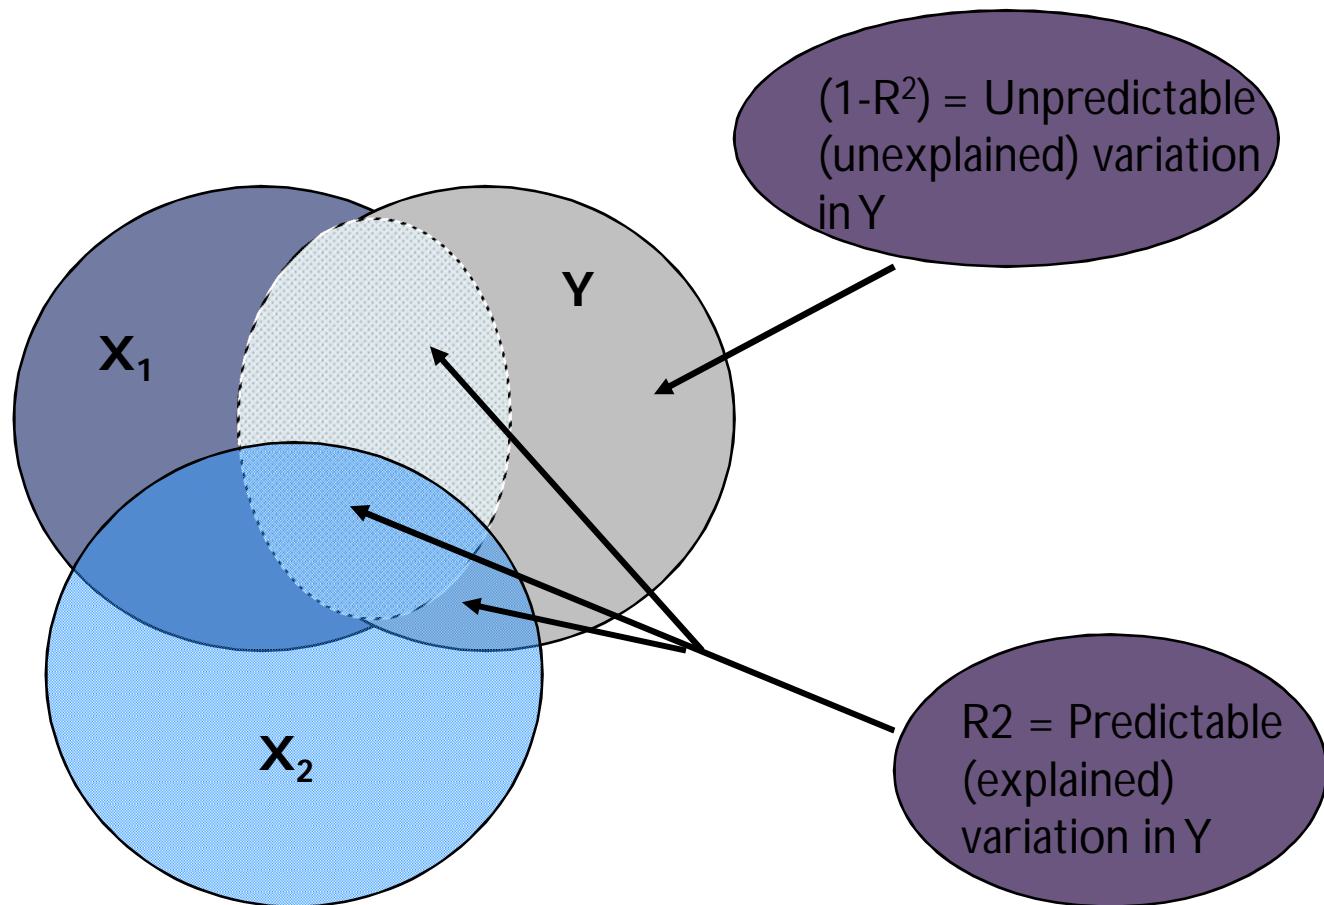 (1-R²) = Unpredictable
(unexplained) variation
in Y
Y
X₁
X₂
R2 = Predictable
(explained)
variation in Y